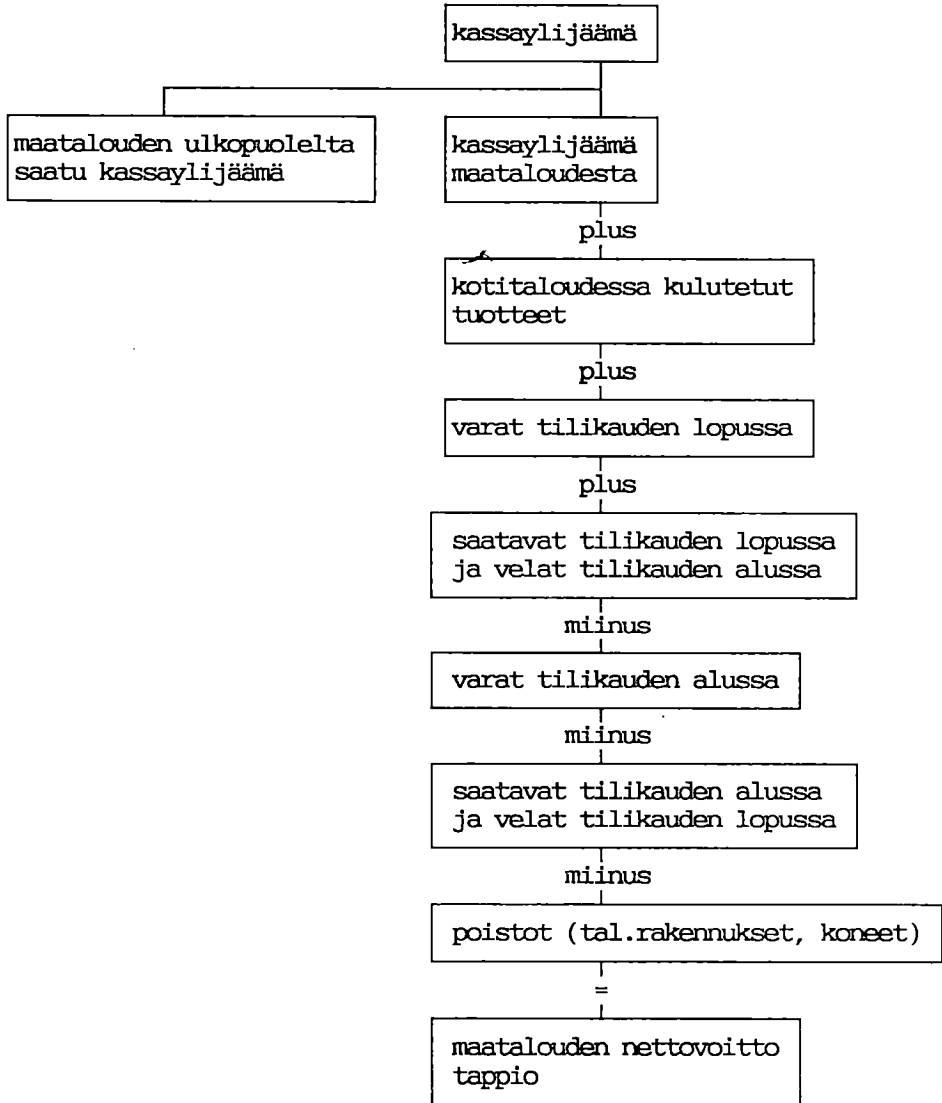 kassaylijäämä
maatalouden ulkopuolelta
saatu kassaylijäämä
kassaylijäämä
maataloudesta
plus
kotitaloudessa kulutetut
tuotteet
plus
varat tilikauden lopussa
plus
saatavat tilikauden lopussa
ja velat tilikauden alussa
miinus
varat tilikauden alussa
miinus
saatavat tilikauden alussa
ja velat tilikauden lopussa
miinus
poistot (tal.rakennukset, koneet)
=
maatalouden nettovoitto
tappio